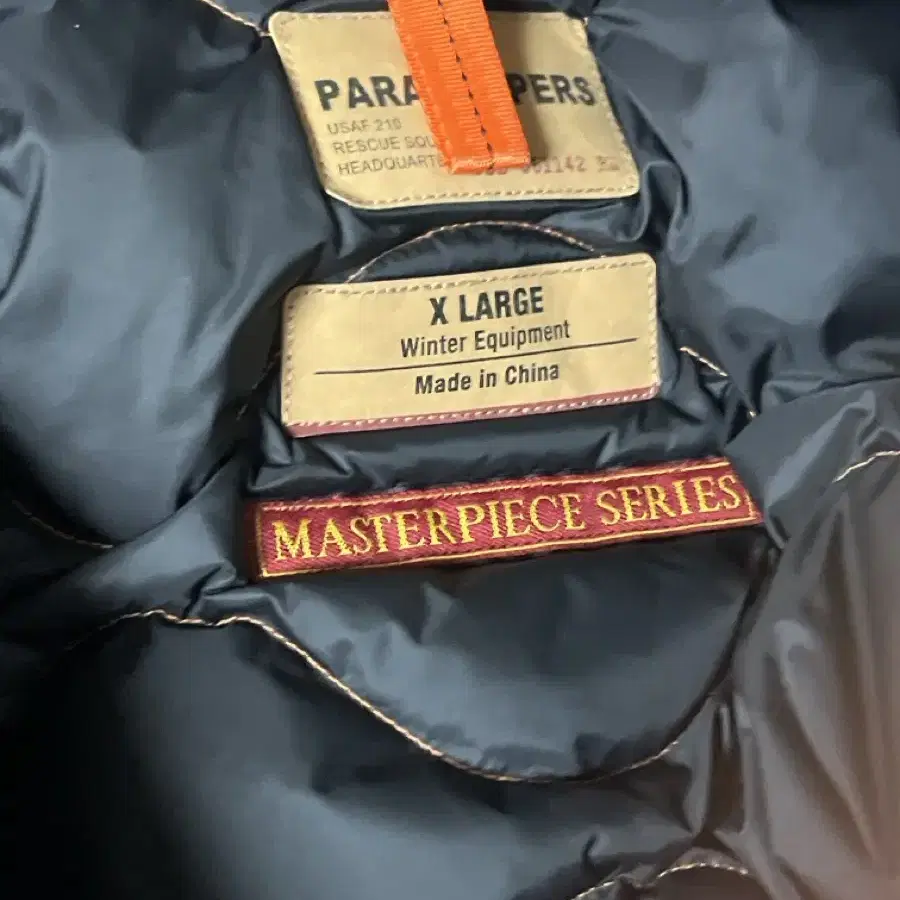 PARA PERS
USAF 210
RESCUE SQU
HEADQUARTE
X LARGE
Winter Equipment
Made in China
MASTERPIECE SERIES